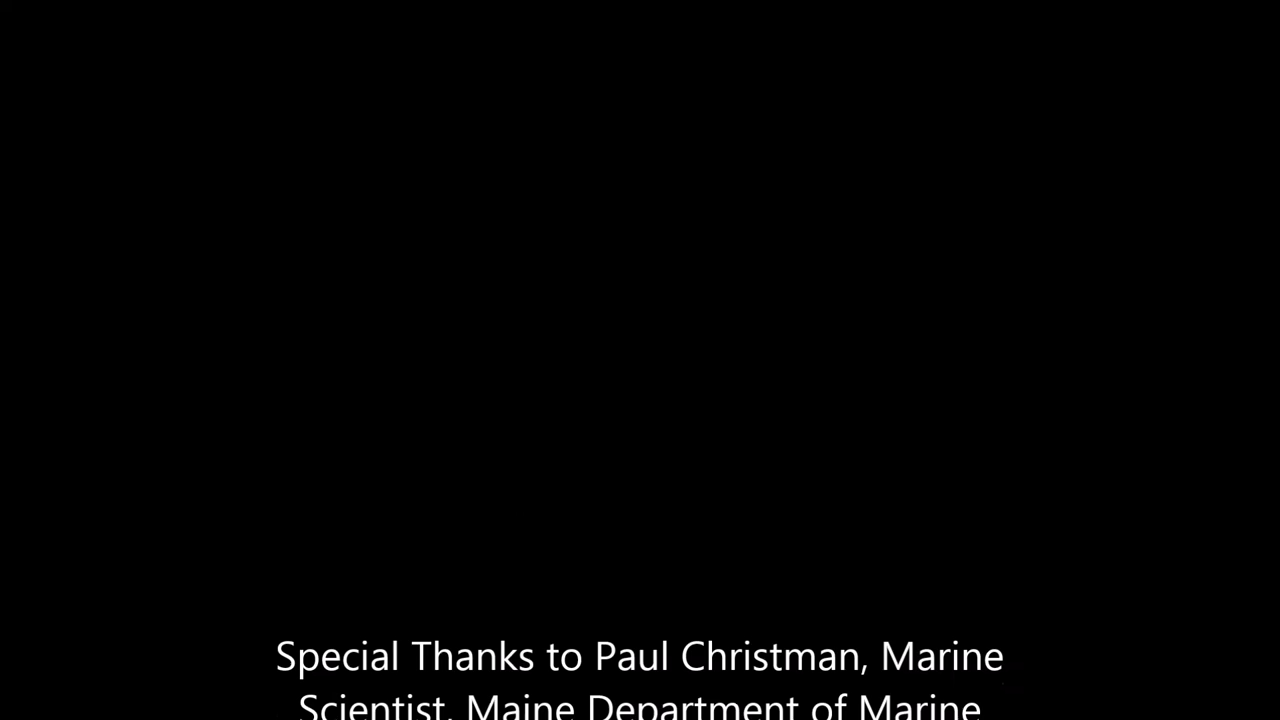 Special Thanks to Paul Christman, Marine
Scientist, Maine Department of Marine